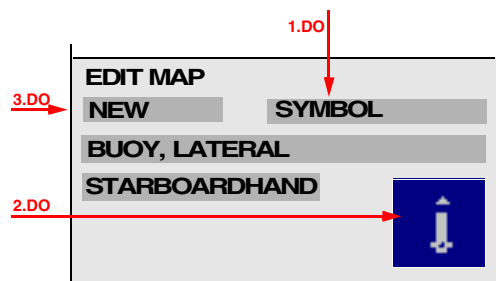 1.DO
EDIT MAP
3.DO
NEW SYMBOL
BUOY, LATERAL
STARBOARDHAND
2.DO